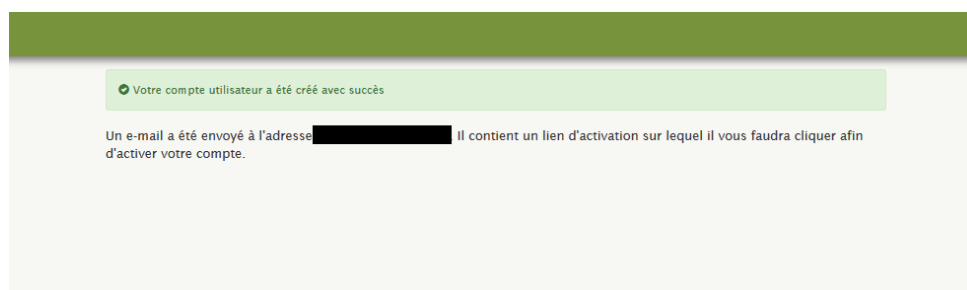 Votre compte utilisateur a été créé avec succès
Un e-mail a été envoyé à l'adresse Il contient un lien d'activation sur lequel il vous faudra cliquer afin
d'activer votre compte.